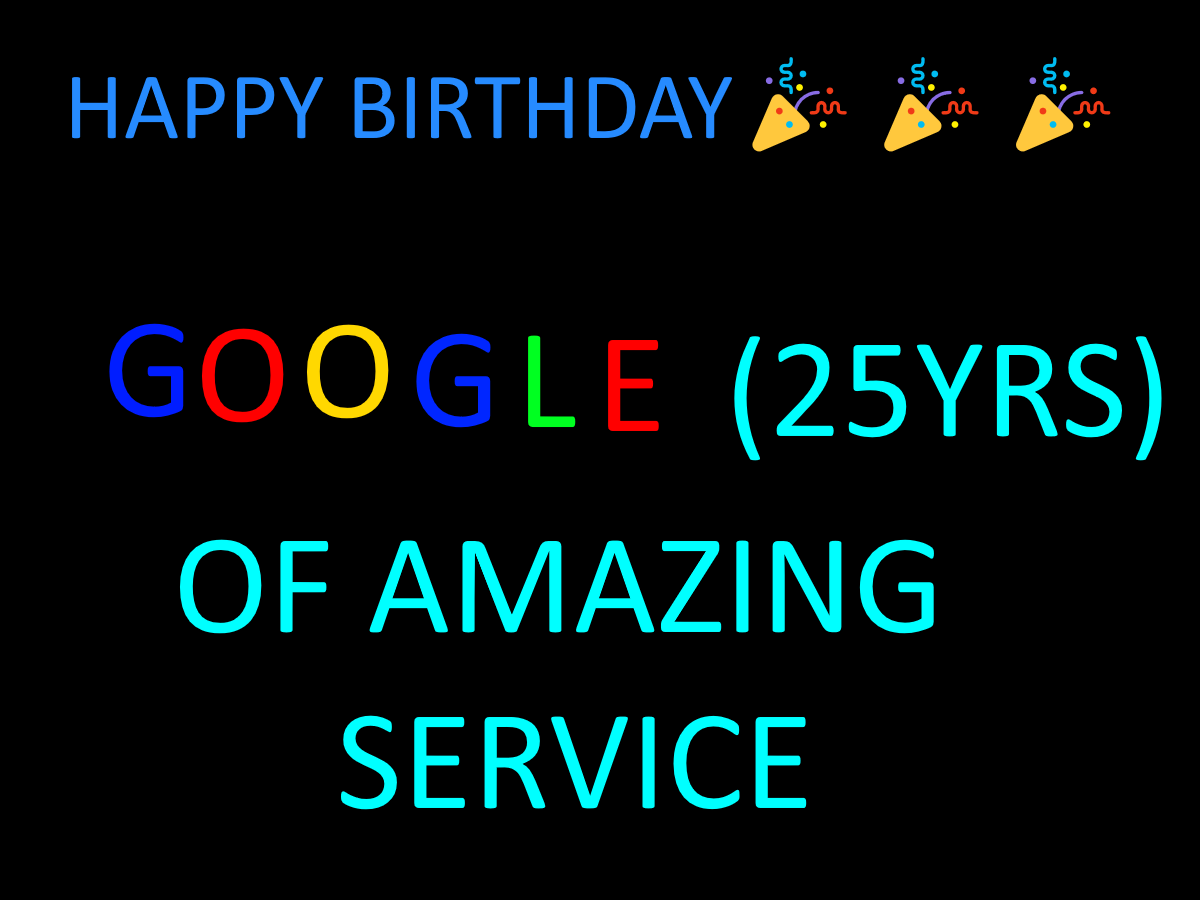 HAPPY BIRTHDAY 🎉 🎉 🎉
GOOGLE (25YRS)
OF AMAZING
SERVICE